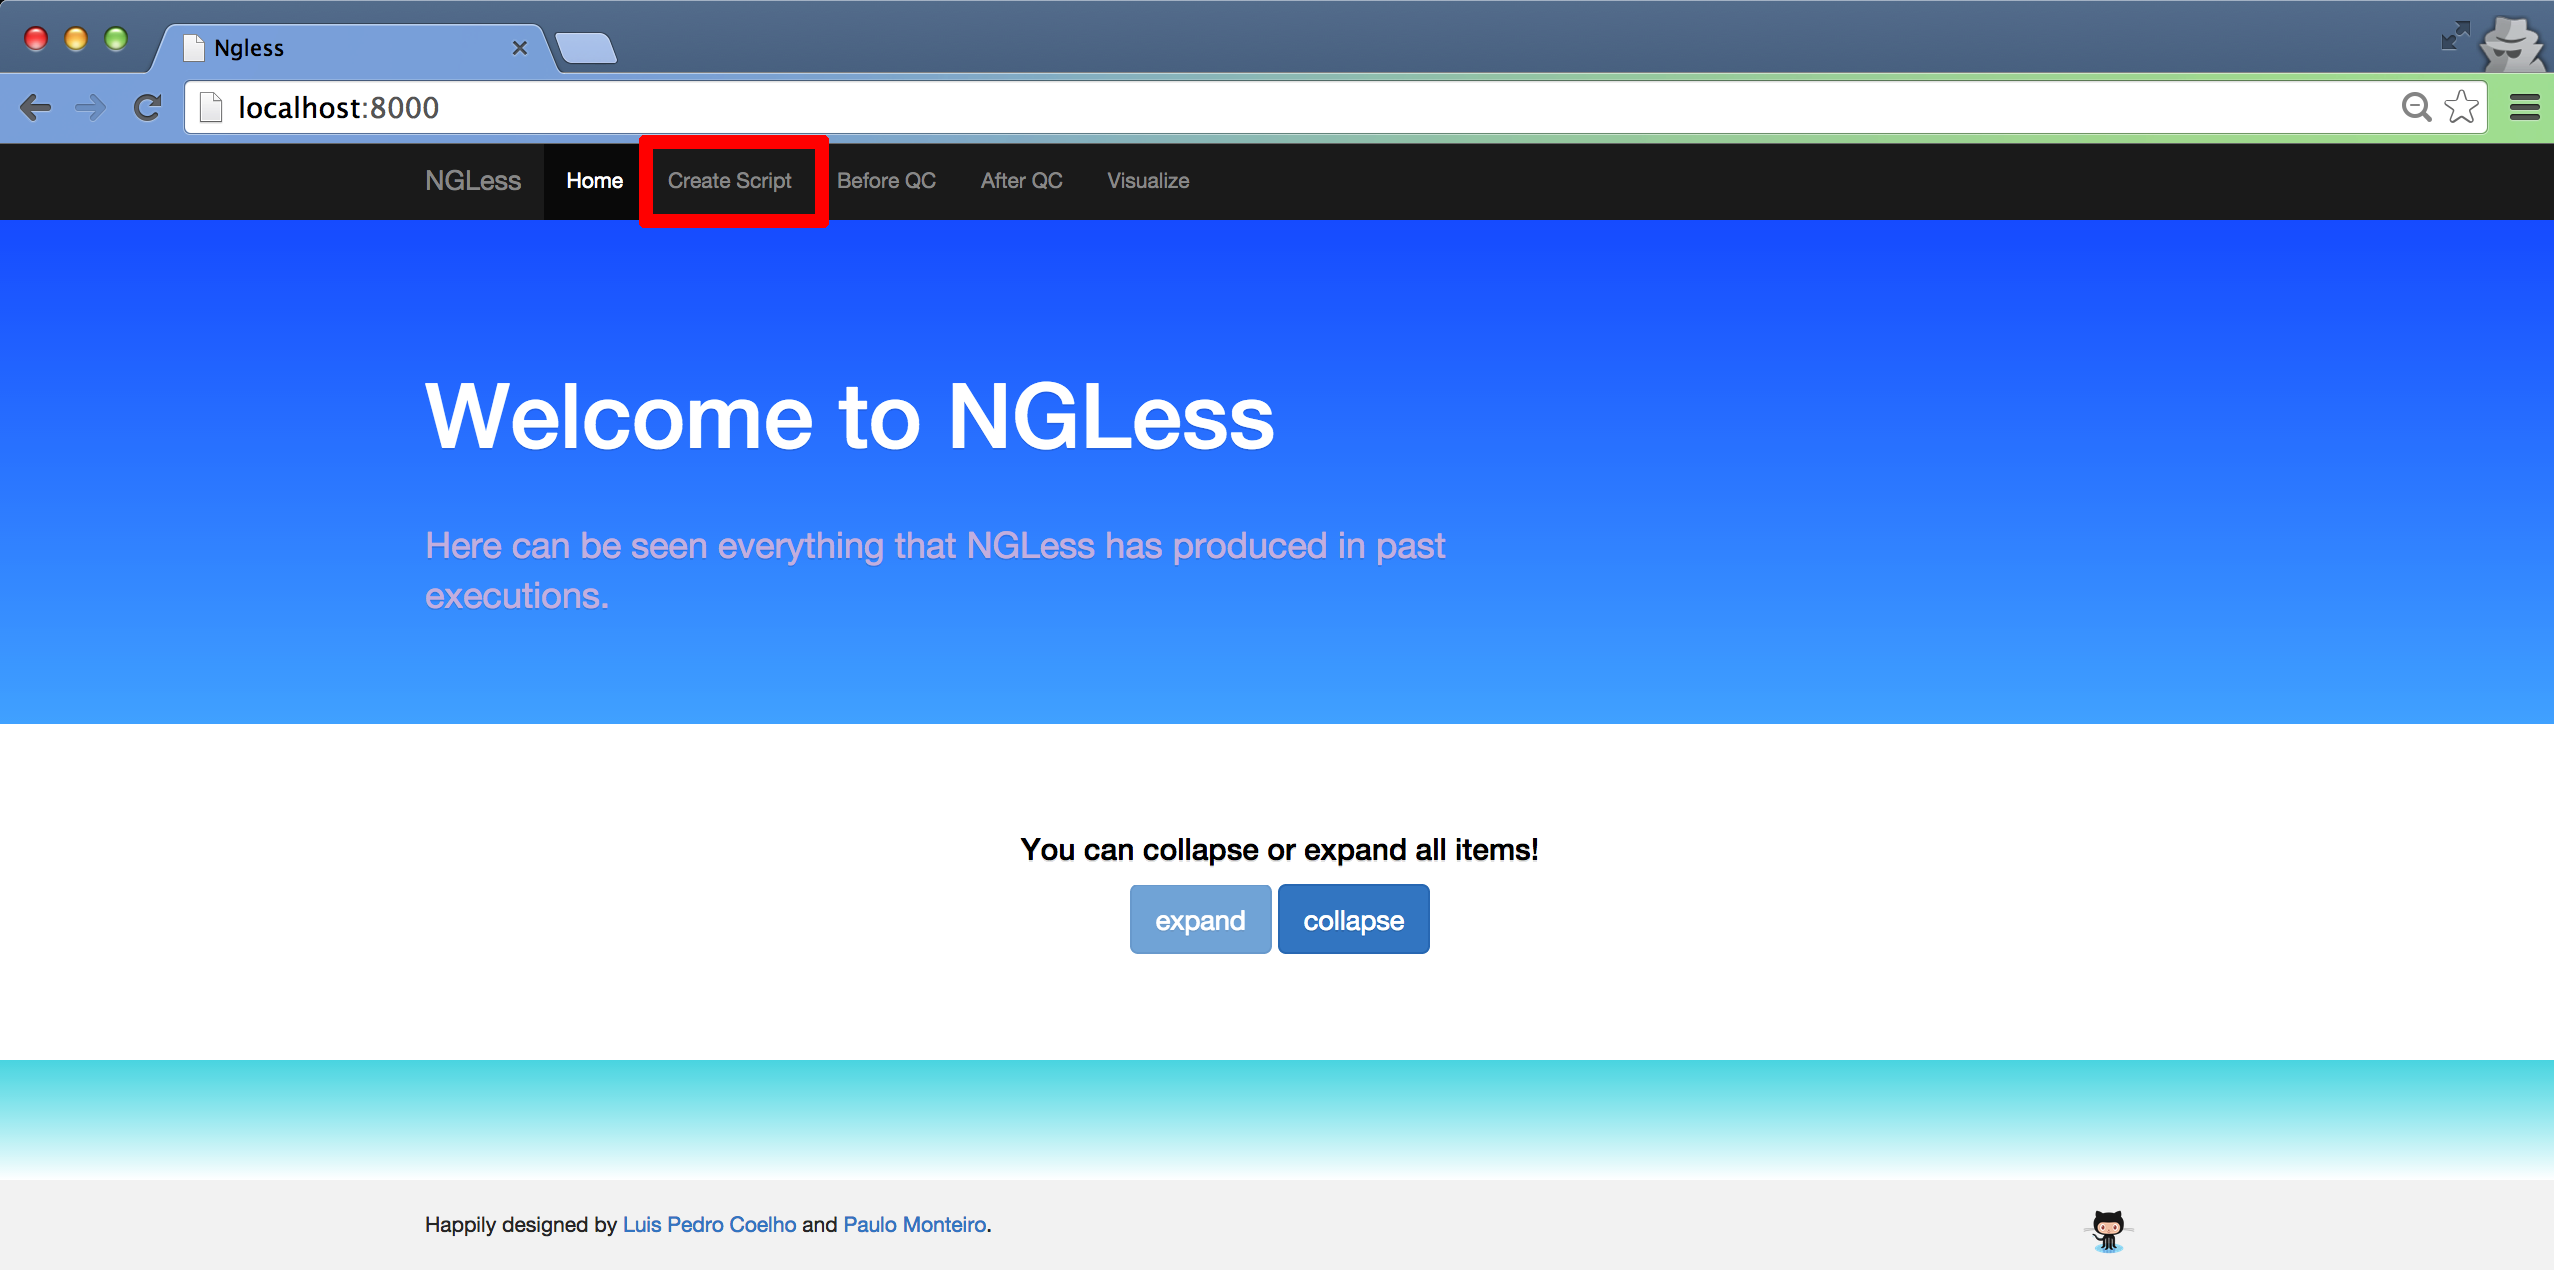 Ngless
localhost:8000
NGLess Home Create Script Before QC After QC Visualize
Welcome to NGLess
Here can be seen everything that NGLess has produced in past
executions.
You can collapse or expand all items!
expand collapse
Happily designed by Luis Pedro Coelho and Paulo Monteiro.